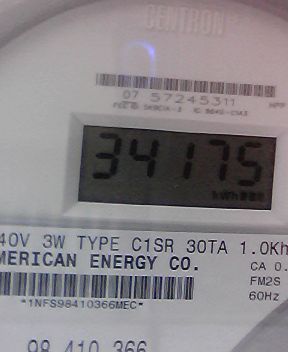 CENTRON
07 57245311
34175
kWh
40V 3W TYPE C1SR 30TA 1.0Kh
MERICAN ENERGY CO.
CA 0.
FM2S
60Hz
*1NFS98410366MEC*
98 410 366